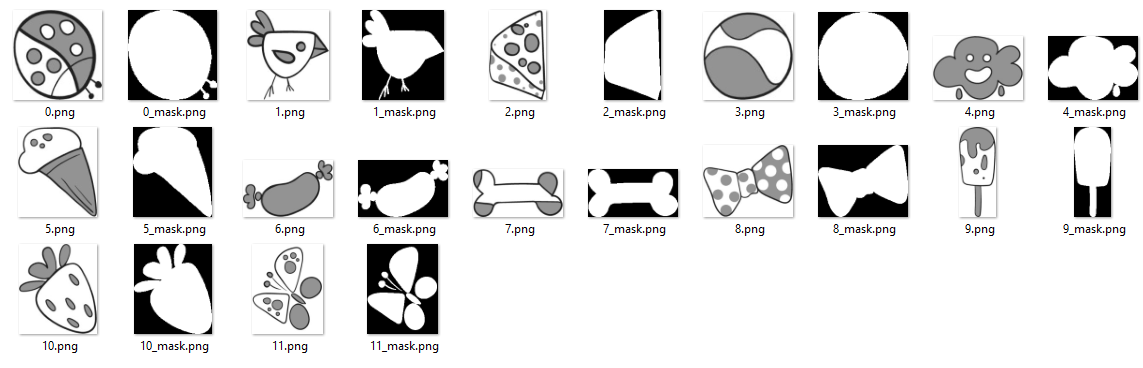 0.png 0_mask.png 1.png 1_mask.png 2.png 2_mask.png 3.png 3_mask.png 4.png 4_mask.png
5.png 5_mask.png 6.png 6_mask.png 7.png 7_mask.png 8.png 8_mask.png 9.png 9_mask.png
10.png 10_mask.png 11.png 11_mask.png